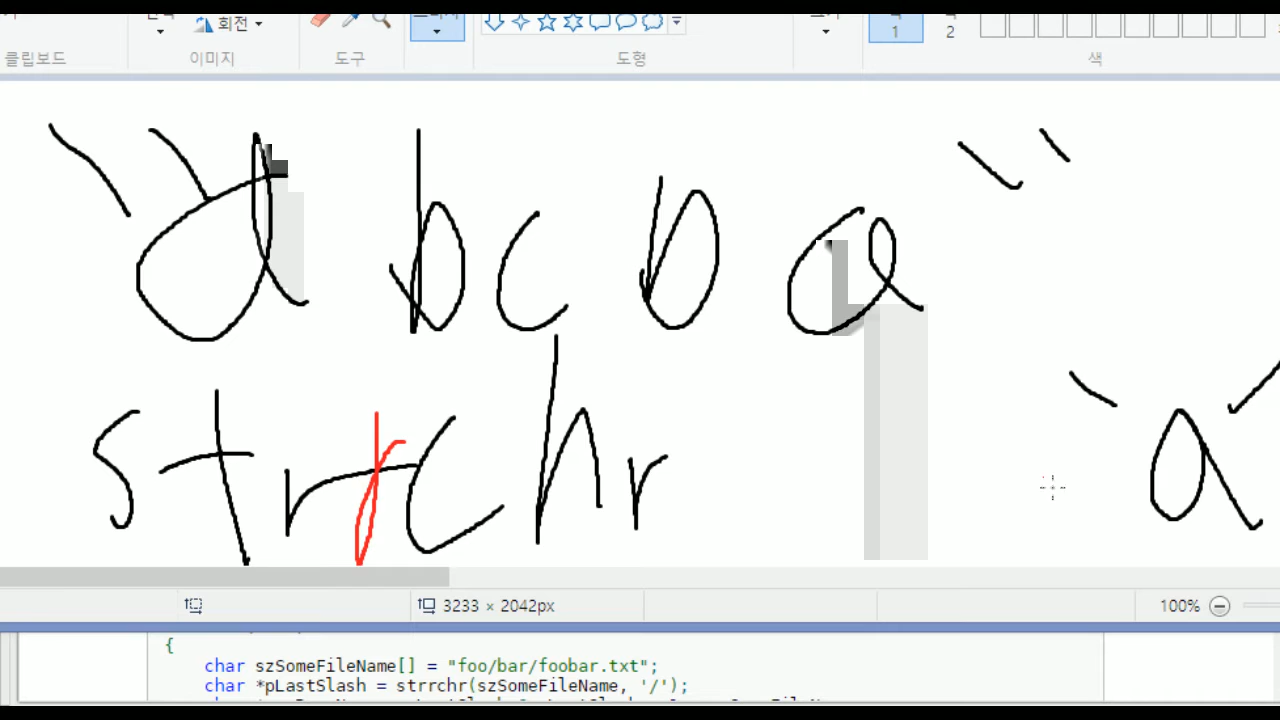 회전
1
2
클립보드 이미지 도구 도형 색
"abcba"
strrchr 'a'
3233 × 2042px 100%
{
char szSomeFileName[] = "foo/bar/foobar.txt";
char *pLastSlash = strrchr(szSomeFileName, '/');